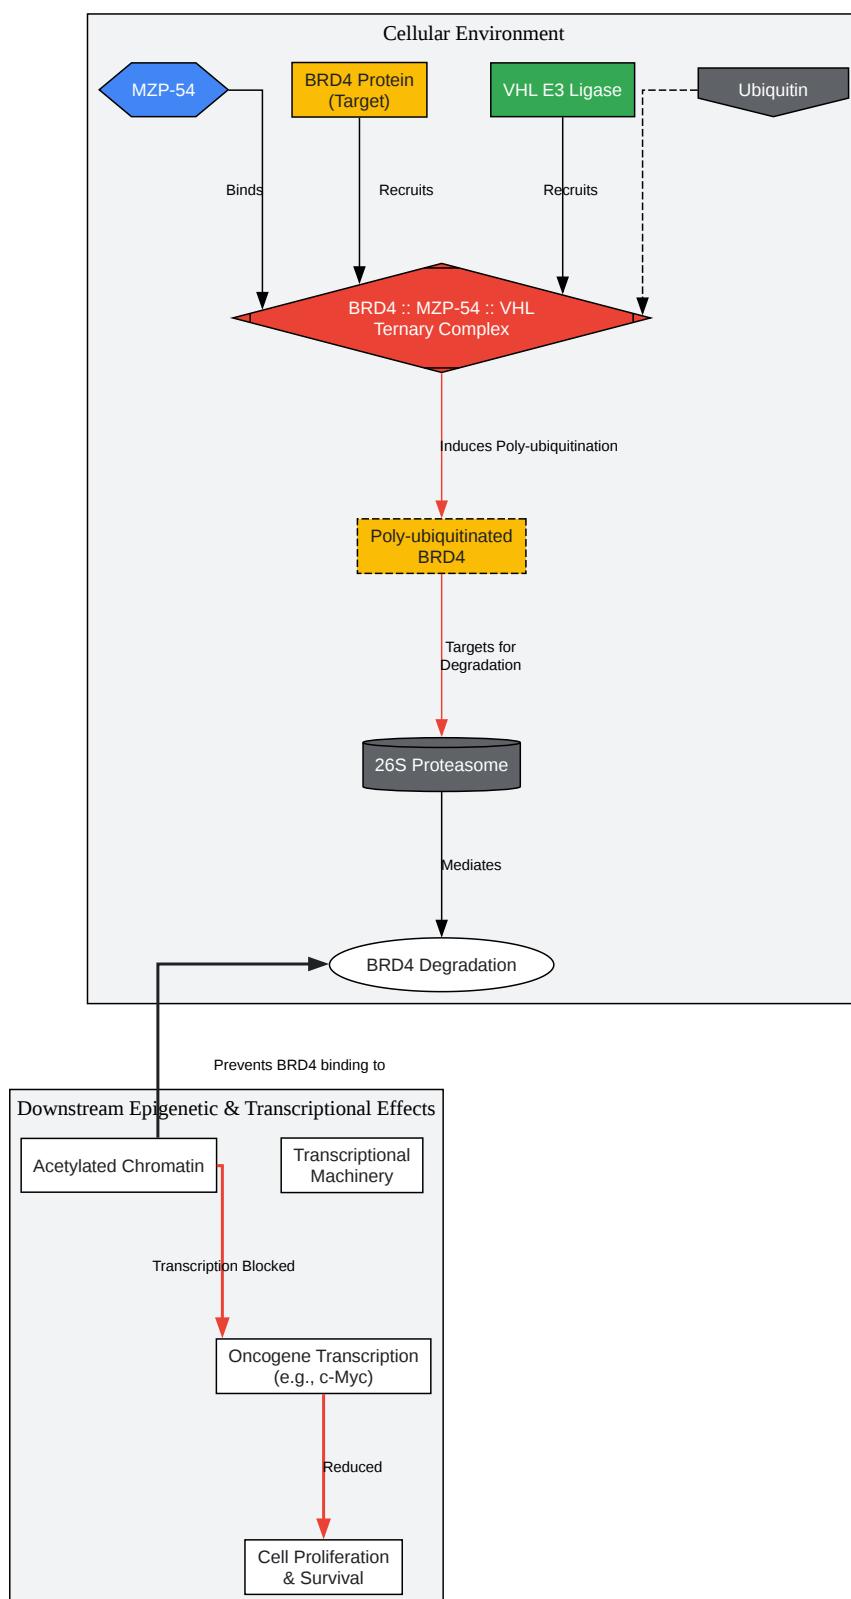 Cellular Environment
MZP-54
BRD4 Protein
(Target)
VHL E3 Ligase
Ubiquitin
Binds
Recruits
Recruits
BRD4 :: MZP-54 :: VHL
Ternary Complex
Induces Poly-ubiquitination
Poly-ubiquitinated
BRD4
Targets for
Degradation
26S Proteasome
Mediates
BRD4 Degradation
Prevents BRD4 binding to
Downstream Epigenetic & Transcriptional Effects
Acetylated Chromatin
Transcriptional
Machinery
Transcription Blocked
Oncogene Transcription
(e.g., c-Myc)
Reduced
Cell Proliferation
& Survival